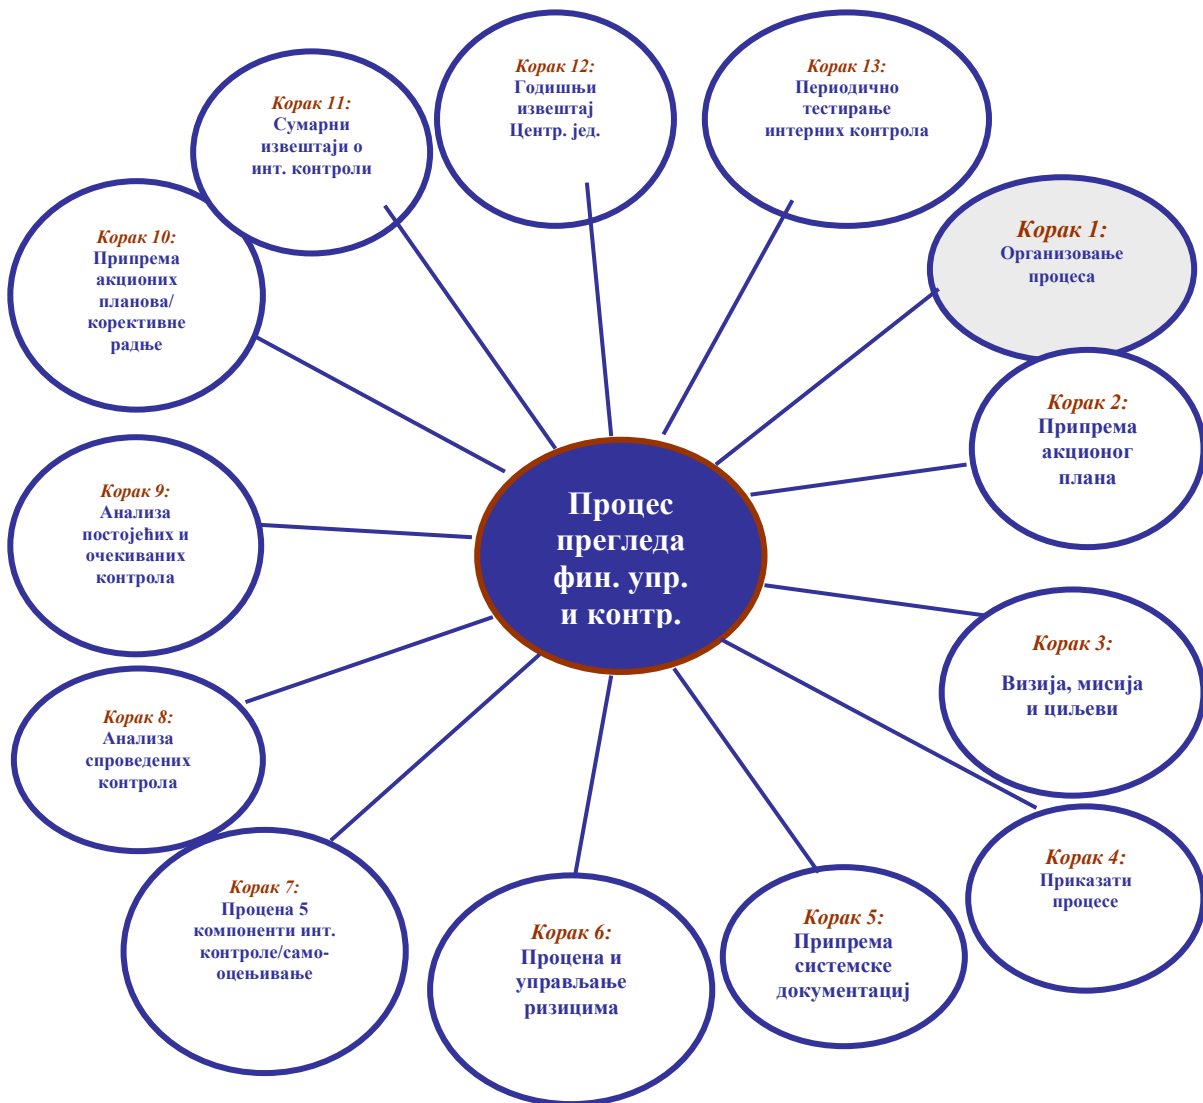 Корак 12:
Годишњи
извештај
Центр. јед.
Корак 13:
Периодично
тестирање
интерних контрола
Корак 11:
Сумарни
извештаји о
инт. контроли
Корак 1:
Организовање
процеса
Корак 10:
Припрема
акционих
планова/
корективне
радње
Корак 2:
Припрема
акционог
плана
Корак 9:
Анализа
постојећих и
очекиваних
контрола
Процес
прегледа
фин. упр.
и контр.
Корак 3:
Визија, мисија
и циљеви
Корак 8:
Анализа
спроведених
контрола
Корак 4:
Приказати
процесе
Корак 7:
Процена 5
компоненти инт.
контроле/само-
оцењивање
Корак 6:
Процена и
управљање
ризицима
Корак 5:
Припрема
системске
документациј